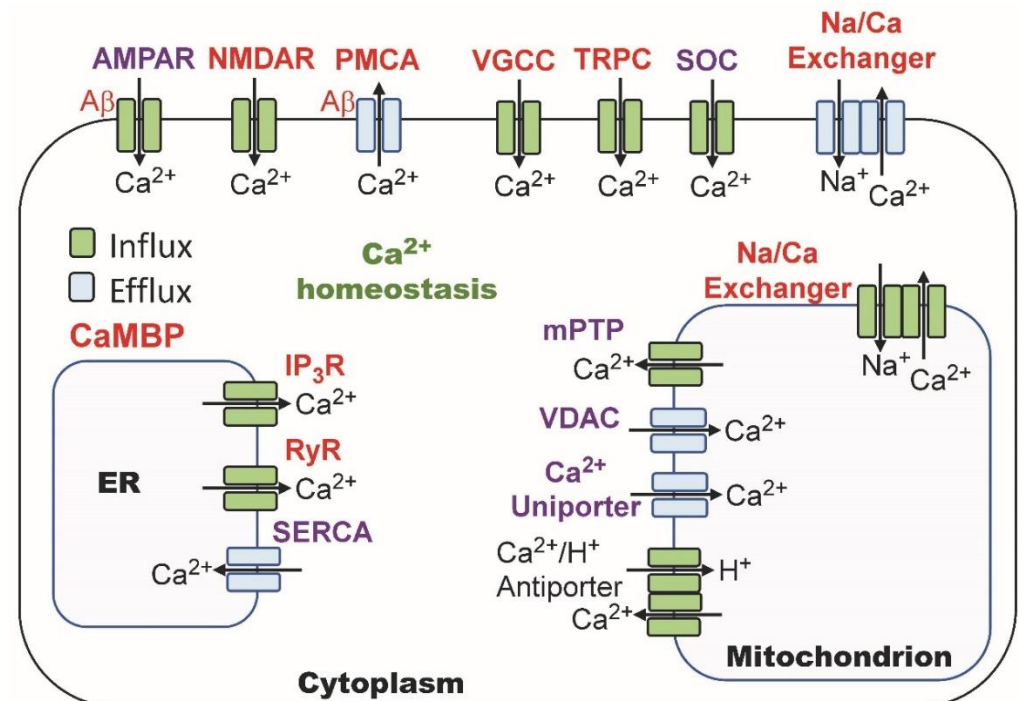 AMPAR NMDAR PMCA VGCC TRPC SOC Na/Ca
Exchanger
Aβ Aβ
Ca²⁺ Ca²⁺ Ca²⁺ Ca²⁺ Ca²⁺ Ca²⁺ Na⁺ Ca²⁺
Influx
Efflux
Ca²⁺
homeostasis
CaMBP
IP₃R
Ca²⁺
RyR
Ca²⁺
ER
SERCA
Ca²⁺
Na/Ca
Exchanger
Na⁺ Ca²⁺
mPTP
Ca²⁺
VDAC
Ca²⁺
Ca²⁺
Uniporter
Ca²⁺
Ca²⁺/H⁺
Antiporter
H⁺
Ca²⁺
Mitochondrion
Cytoplasm